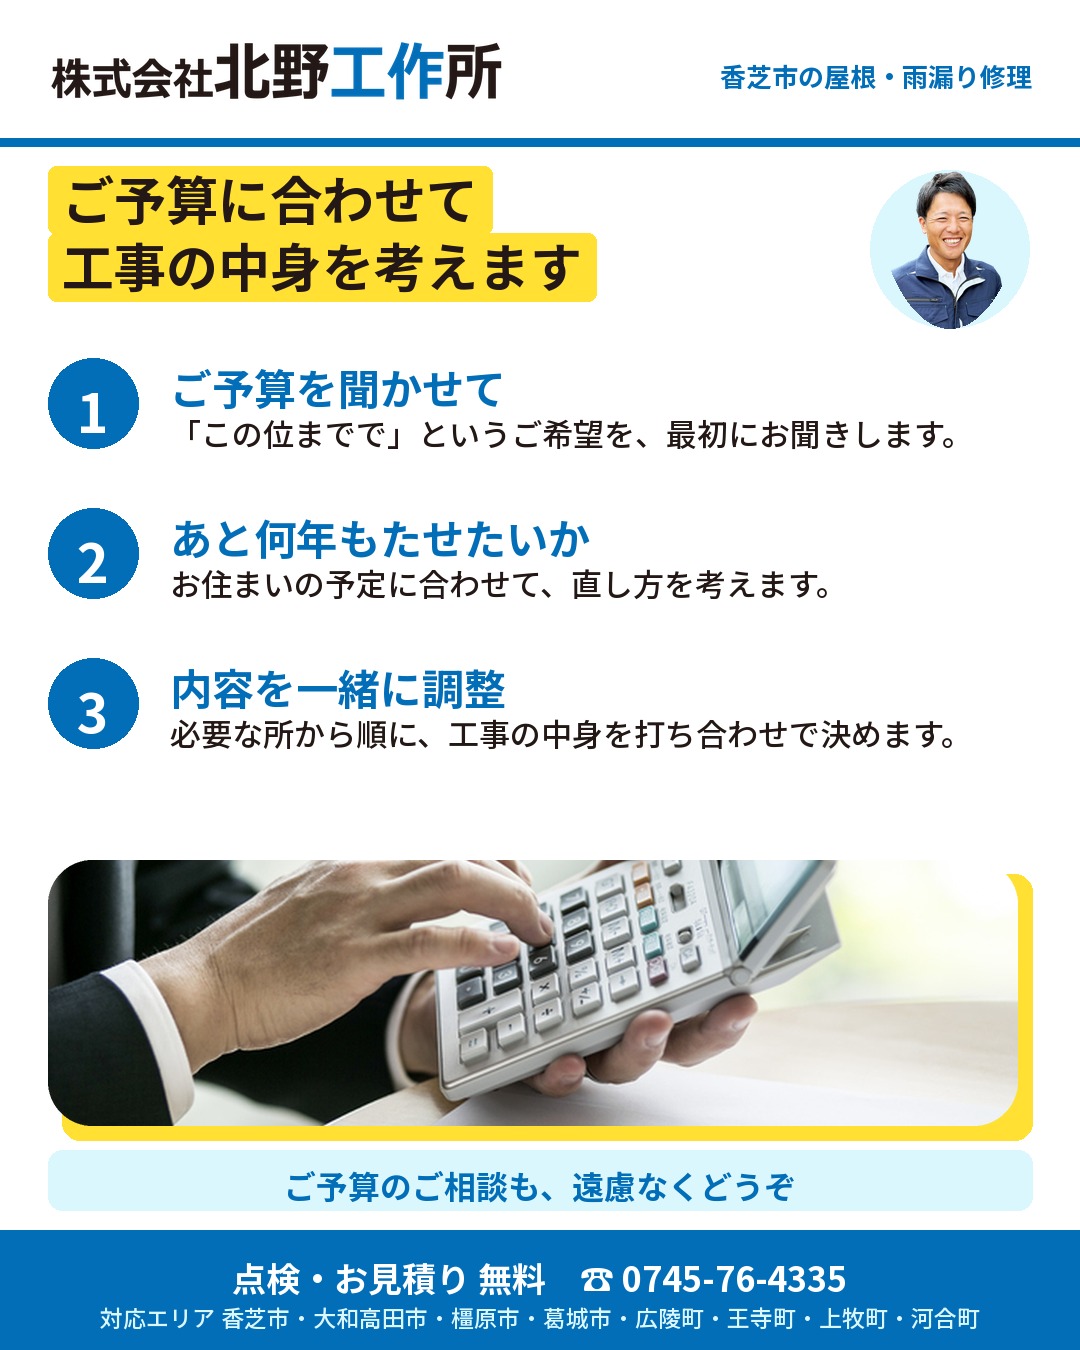 株式会社北野工作所
香芝市の屋根・雨漏り修理
ご予算に合わせて
工事の中身を考えます
1
ご予算を聞かせて
「この位までで」というご希望を、最初にお聞きします。
2
あと何年もたせたいか
お住まいの予定に合わせて、直し方を考えます。
3
内容を一緒に調整
必要な所から順に、工事の中身を打ち合わせで決めます。
ご予算のご相談も、遠慮なくどうぞ
点検・お見積り 無料 ☎ 0745-76-4335
対応エリア 香芝市・大和高田市・橿原市・葛城市・広陵町・王寺町・上牧町・河合町